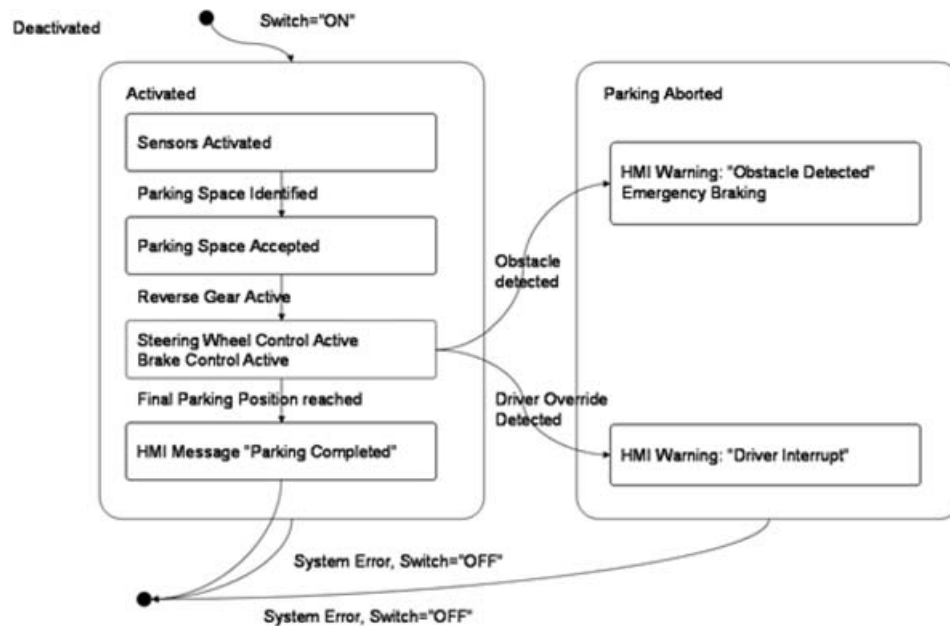 Deactivated
Switch="ON"
Activated
Sensors Activated
Parking Space Identified
Parking Space Accepted
Reverse Gear Active
Steering Wheel Control Active
Brake Control Active
Final Parking Position reached
HMI Message "Parking Completed"
Obstacle
detected
Driver Override
Detected
Parking Aborted
HMI Warning: "Obstacle Detected"
Emergency Braking
HMI Warning: "Driver Interrupt"
System Error, Switch="OFF"
System Error, Switch="OFF"